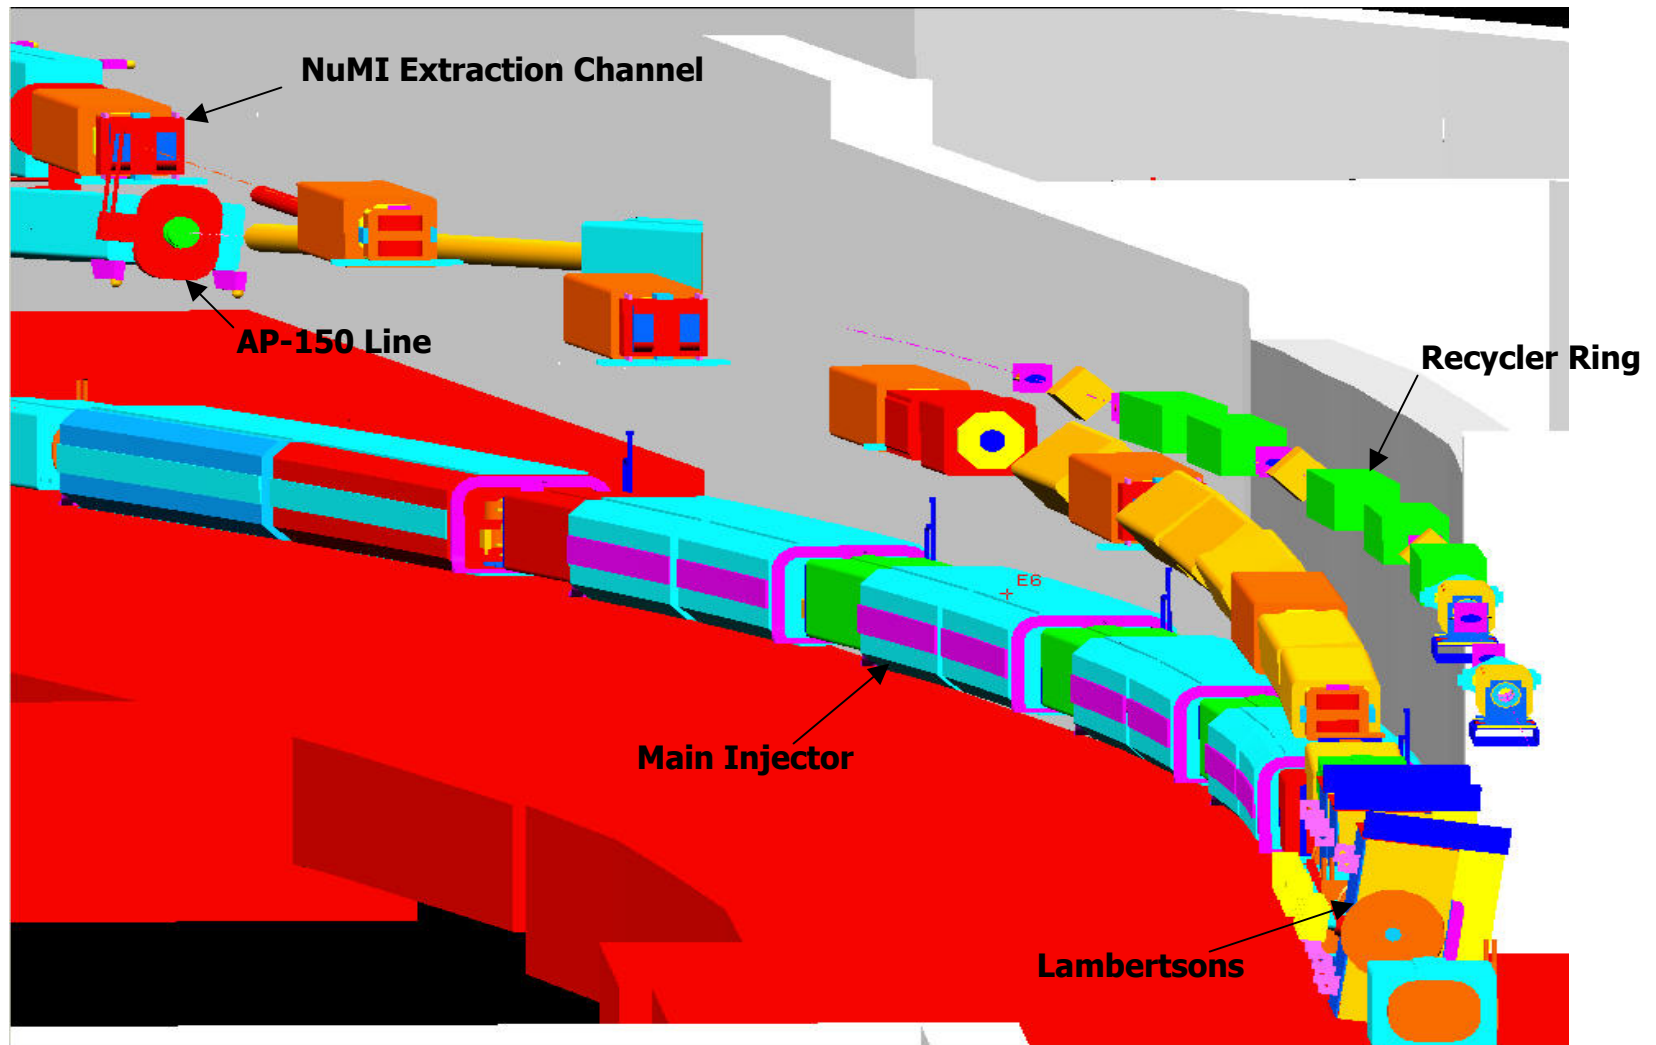 NuMI Extraction Channel
AP-150 Line
Recycler Ring
E6
Main Injector
Lambertsons